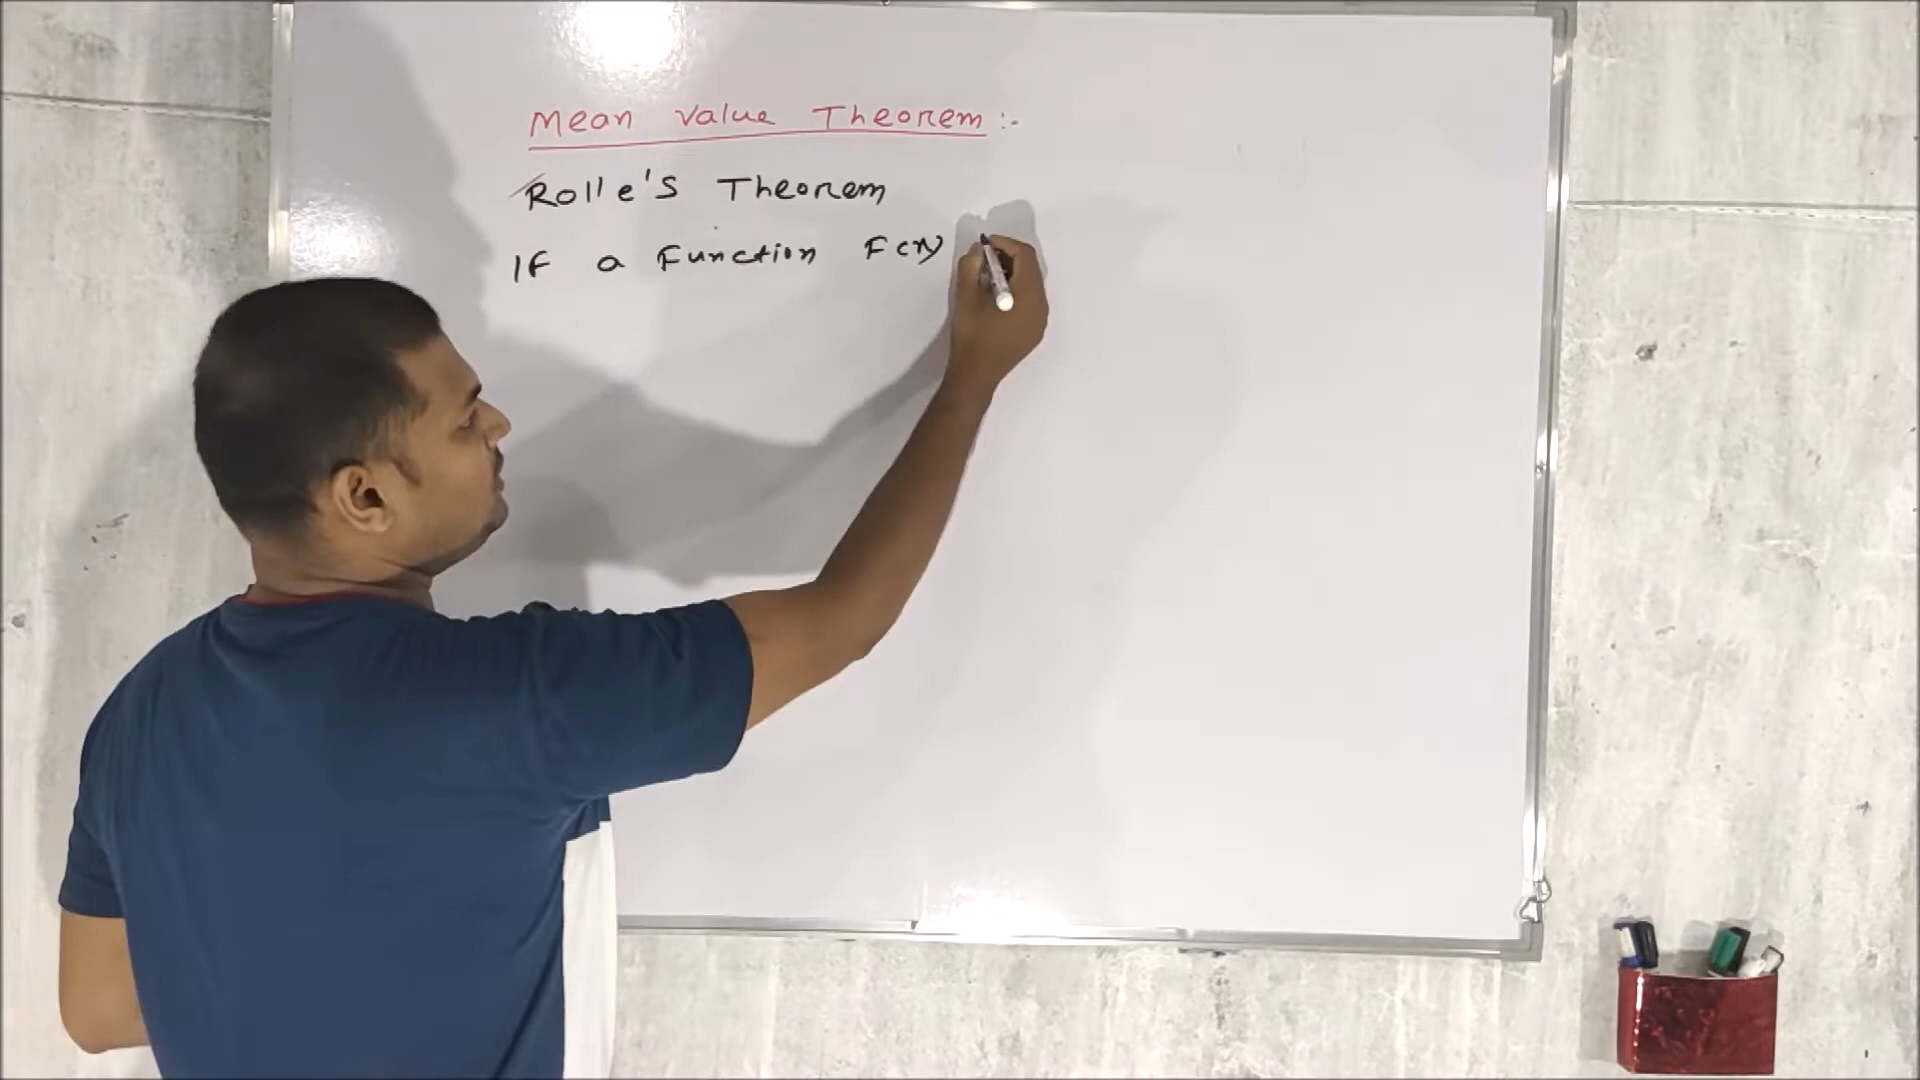 Mean Value Theorem :-
Rolle's Theorem
If a Function F(x)